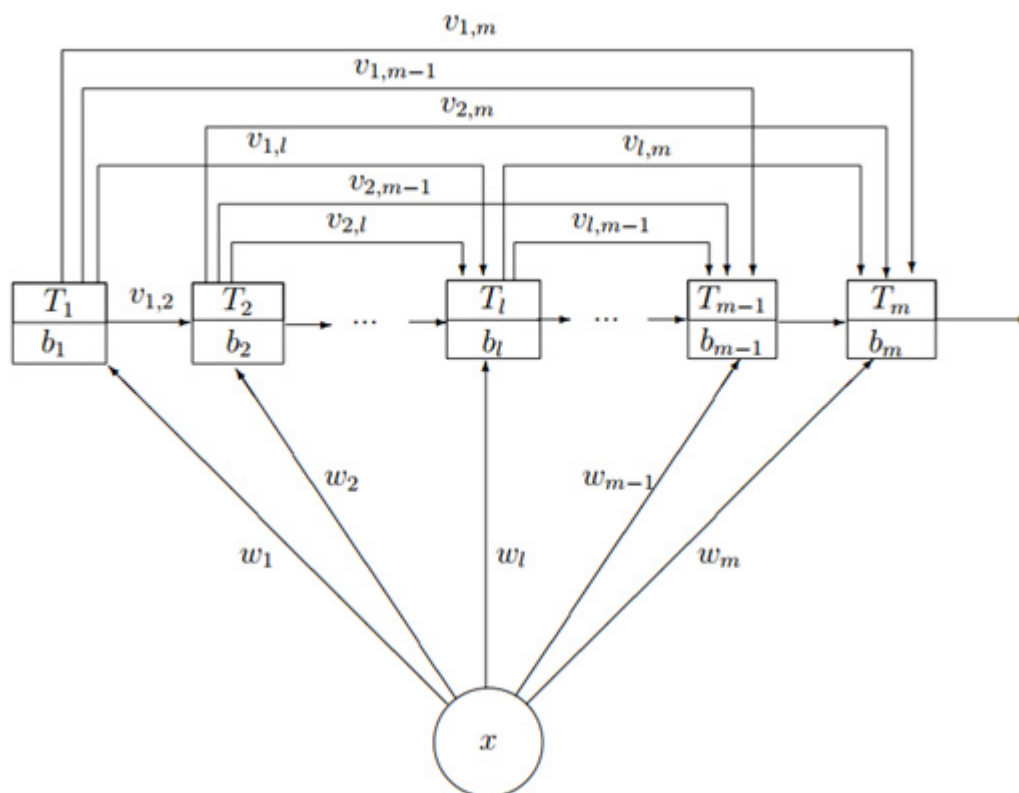 v_{1,m}
v_{1,m−1}
v_{2,m}
v_{1,l} v_{l,m}
v_{2,m−1}
v_{2,l} v_{l,m−1}
T_1 v_{1,2} T_2 T_l T_{m−1} T_m
... ...
b_1 b_2 b_l b_{m−1} b_m
w_2 w_{m−1}
w_1 w_l w_m
x